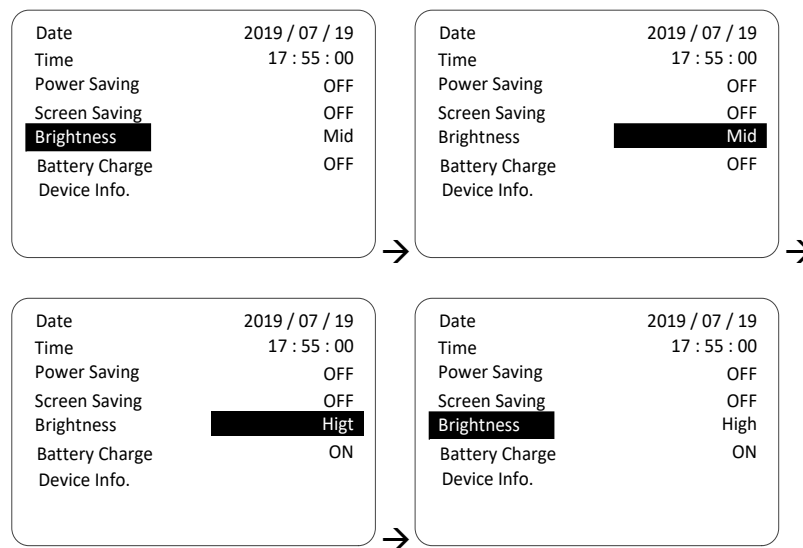 Date 2019 / 07 / 19
Time 17 : 55 : 00
Power Saving OFF
Screen Saving OFF
Brightness Mid
Battery Charge OFF
Device Info.
→
Date 2019 / 07 / 19
Time 17 : 55 : 00
Power Saving OFF
Screen Saving OFF
Brightness Mid
Battery Charge OFF
Device Info.
→
Date 2019 / 07 / 19
Time 17 : 55 : 00
Power Saving OFF
Screen Saving OFF
Brightness Higt
Battery Charge ON
Device Info.
→
Date 2019 / 07 / 19
Time 17 : 55 : 00
Power Saving OFF
Screen Saving OFF
Brightness High
Battery Charge ON
Device Info.